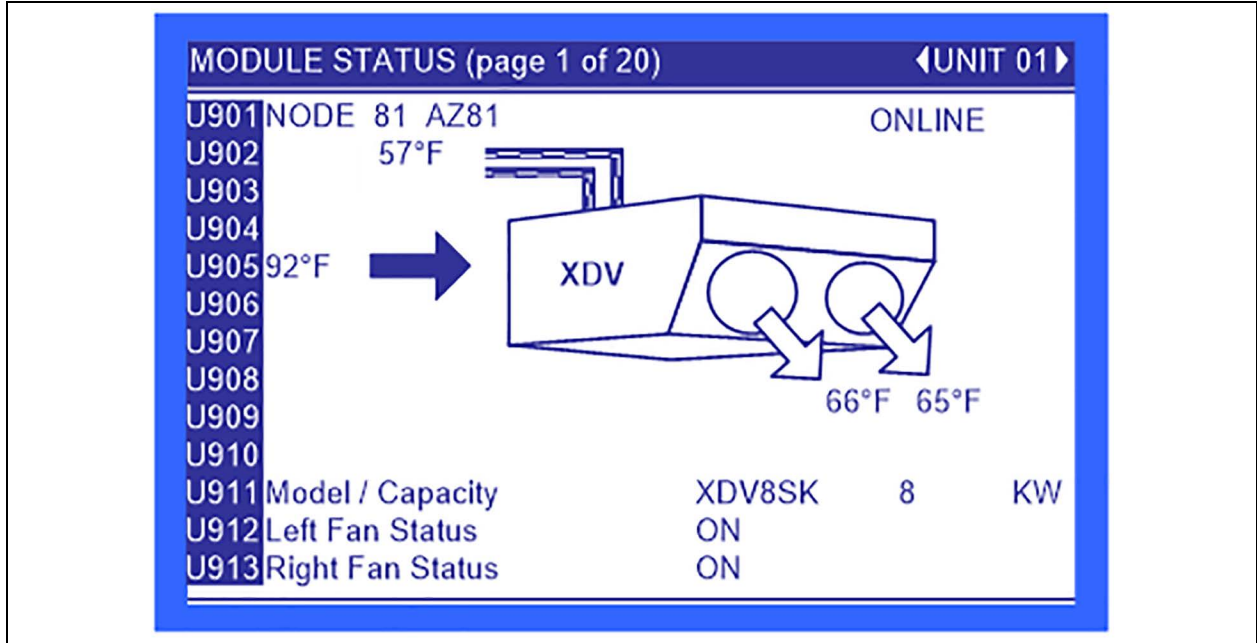 MODULE STATUS (page 1 of 20) UNIT 01
U901 NODE 81 AZ81 ONLINE
U902 57°F
U903
U904
U905 92°F XDV
U906
U907
U908
66°F 65°F
U909
U910
U911 Model / Capacity XDV8SK 8 KW
U912 Left Fan Status ON
U913 Right Fan Status ON